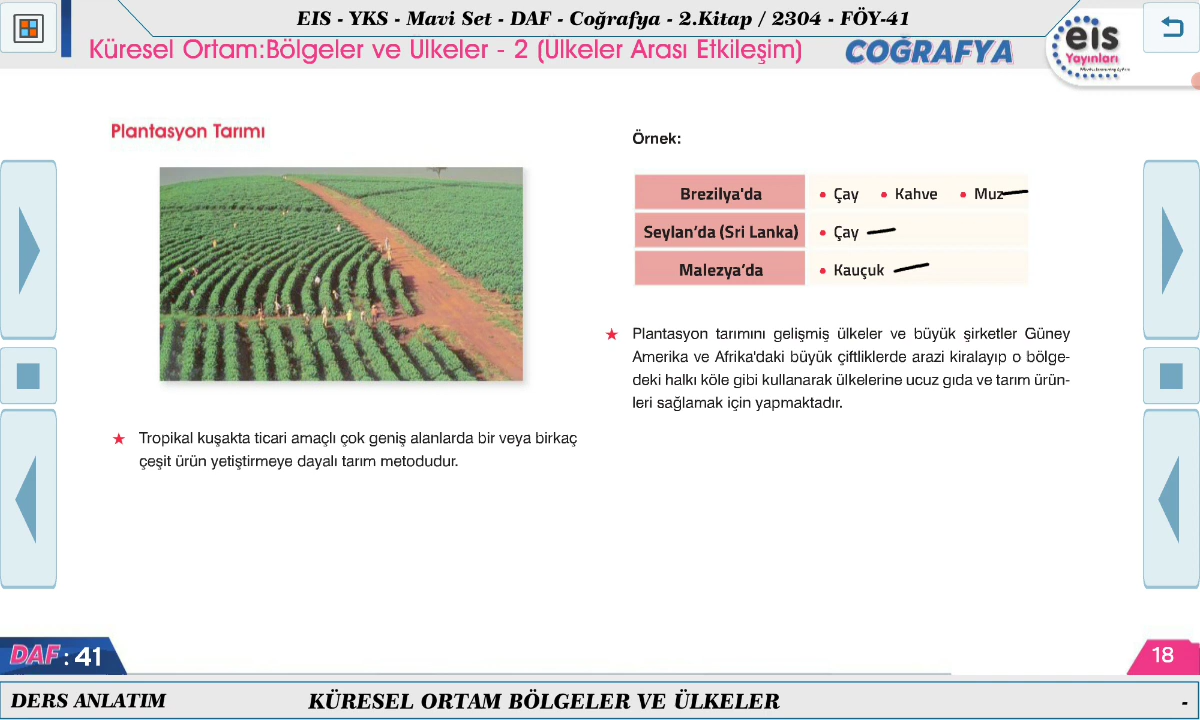 EIS - YKS - Mavi Set - DAF - Coğrafya - 2.Kitap / 2304 - FÖY-41
Küresel Ortam:Bölgeler ve Ülkeler - 2 (Ülkeler Arası Etkileşim)
COĞRAFYA
eis
Yayınları
Plantasyon Tarımı
Tropikal kuşakta ticari amaçlı çok geniş alanlarda bir veya birkaç
çeşit ürün yetiştirmeye dayalı tarım metodudur.
Örnek:
Brezilya'da • Çay • Kahve • Muz
Seylan’da (Sri Lanka) • Çay
Malezya’da • Kauçuk
Plantasyon tarımını gelişmiş ülkeler ve büyük şirketler Güney
Amerika ve Afrika'daki büyük çiftliklerde arazi kiralayıp o bölge-
deki halkı köle gibi kullanarak ülkelerine ucuz gıda ve tarım ürün-
leri sağlamak için yapmaktadır.
DAF : 41
18
DERS ANLATIM
KÜRESEL ORTAM BÖLGELER VE ÜLKELER
-